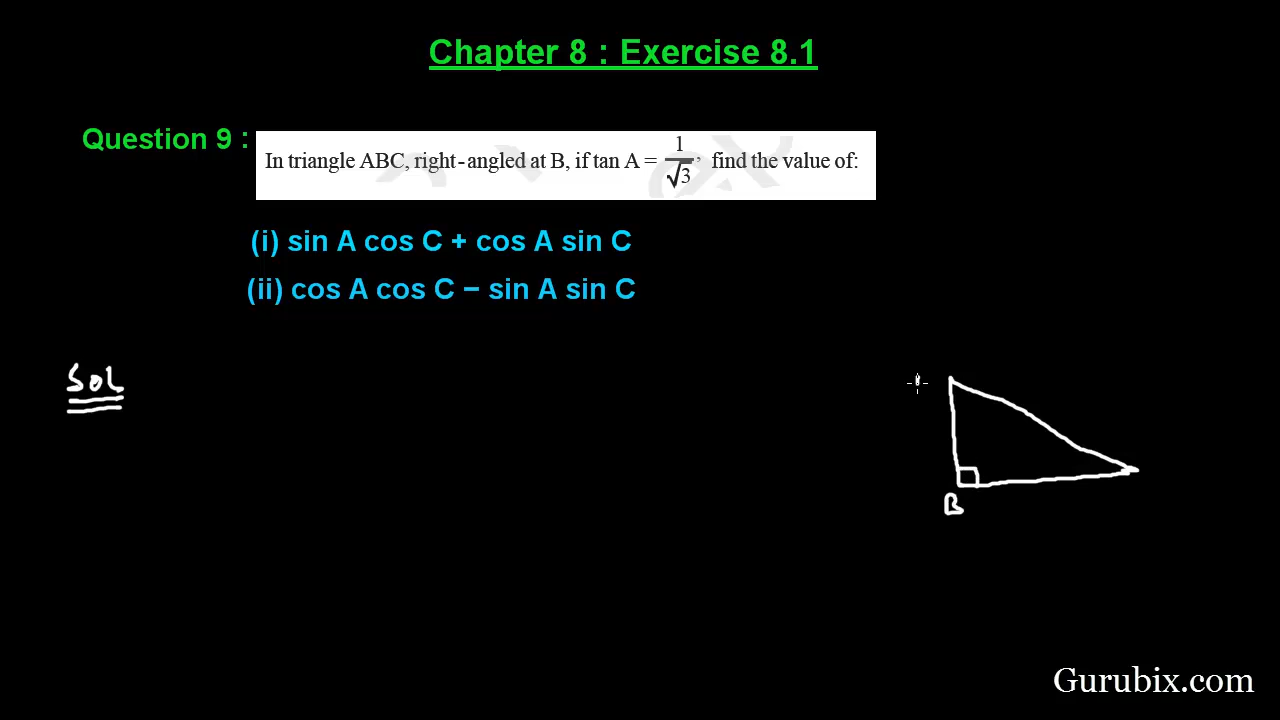 Chapter 8 : Exercise 8.1
Question 9 : In triangle ABC, right-angled at B, if tan A = 1/√3, find the value of:
(i) sin A cos C + cos A sin C
(ii) cos A cos C − sin A sin C
Sol
B
Gurubix.com